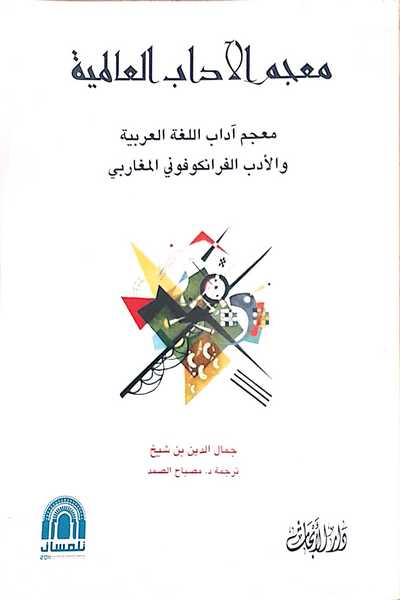 معجم الآداب العالمية
معجم آداب اللغة العربية
والأدب الفرانكوفوني المغاربي
جمال الدين بن شيخ
ترجمة د. مصباح الصمد
دار الأبحاث
تلمسان